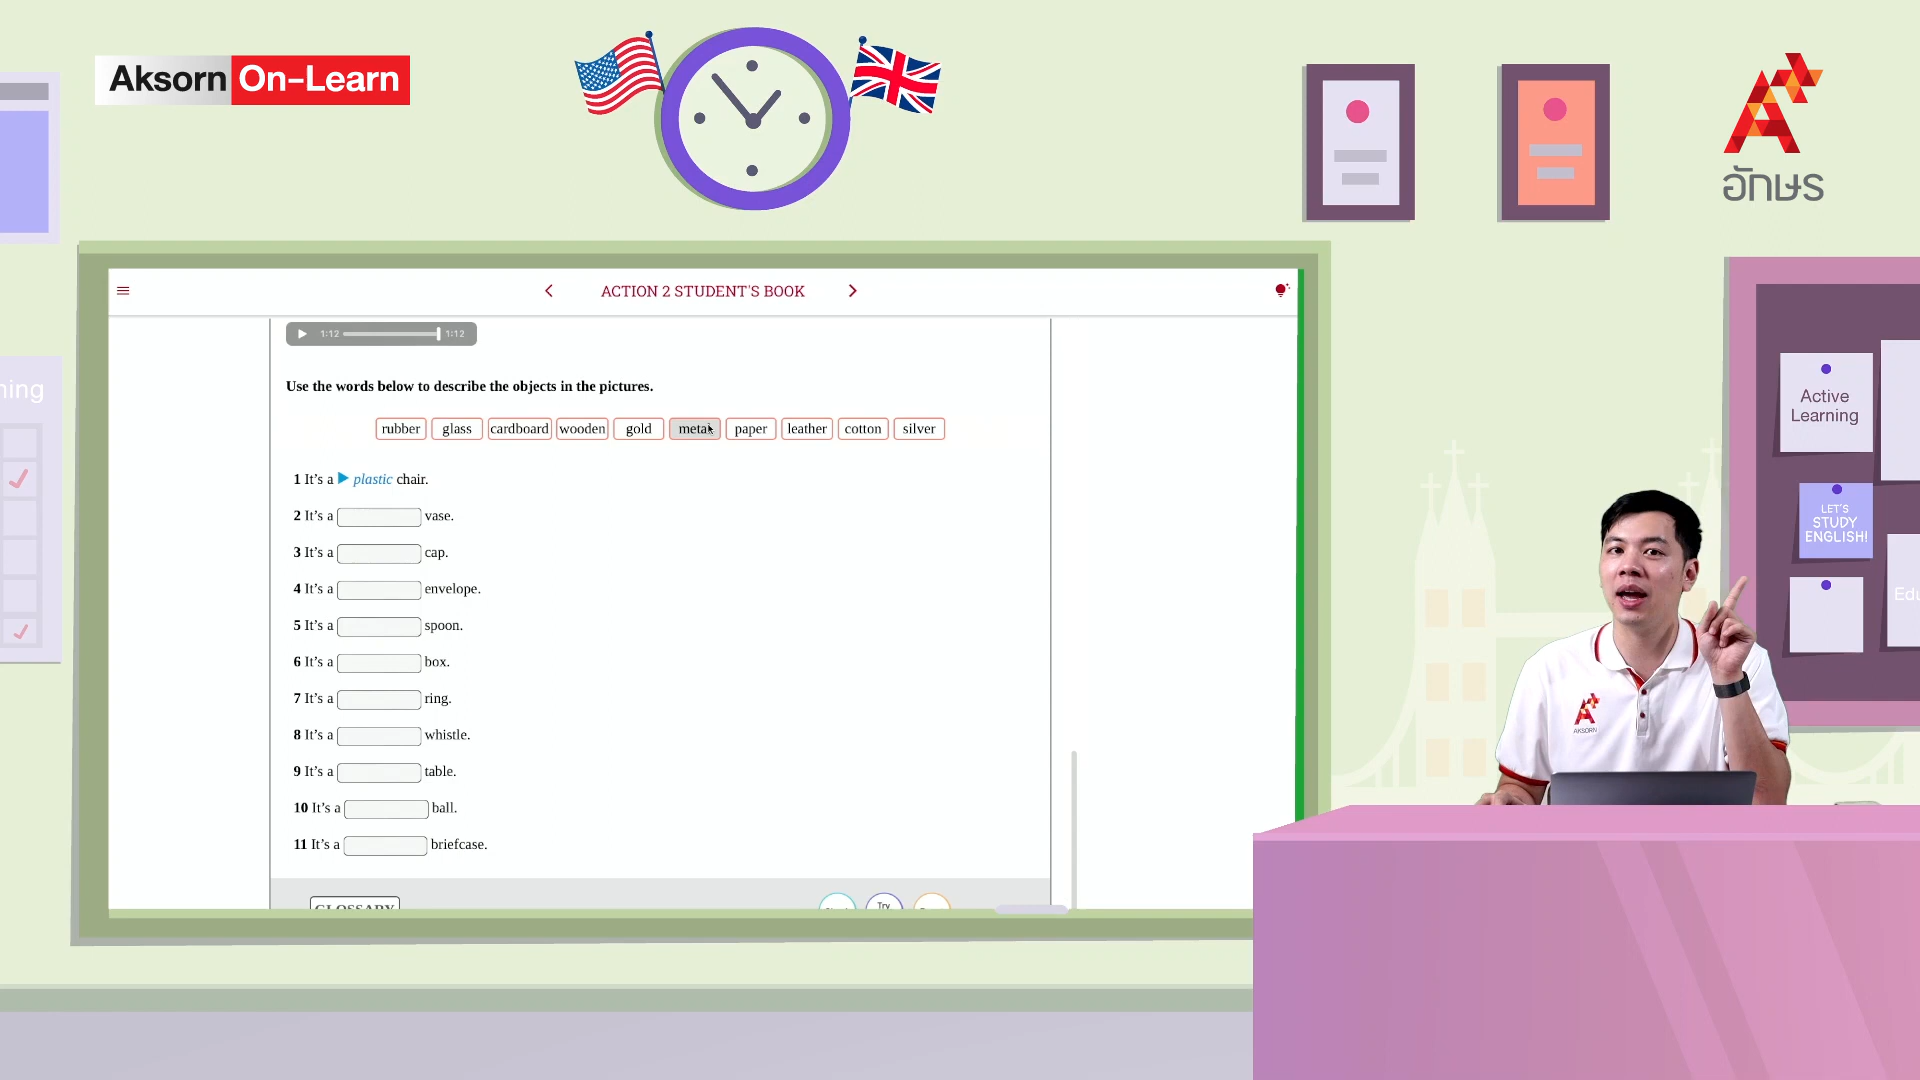 Aksorn On-Learn
อักษร
ACTION 2 STUDENT'S BOOK
1:12 1:12
Use the words below to describe the objects in the pictures.
rubber glass cardboard wooden gold metal paper leather cotton silver
1 It's a plastic chair.
2 It's a vase.
3 It's a cap.
4 It's a envelope.
5 It's a spoon.
6 It's a box.
7 It's a ring.
8 It's a whistle.
9 It's a table.
10 It's a ball.
11 It's a briefcase.
GLOSSARY
Try
Active
Learning
LET'S
STUDY
ENGLISH!
AKSORN